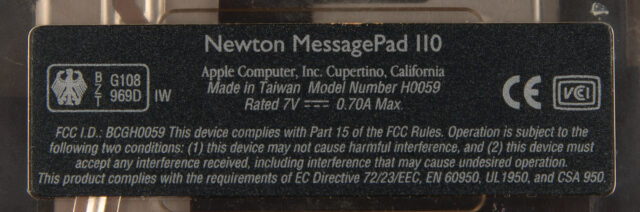 Newton MessagePad 110
Apple Computer, Inc. Cupertino, California
Made in Taiwan Model Number H0059
Rated 7V ⎓ 0.70A Max.
B Z T
G108
969D
IW
CE
VCI
FCC I.D.: BCGH0059 This device complies with Part 15 of the FCC Rules. Operation is subject to the
following two conditions: (1) this device may not cause harmful interference, and (2) this device must
accept any interference received, including interference that may cause undesired operation.
This product complies with the requirements of EC Directive 72/23/EEC, EN 60950, UL1950, and CSA 950.